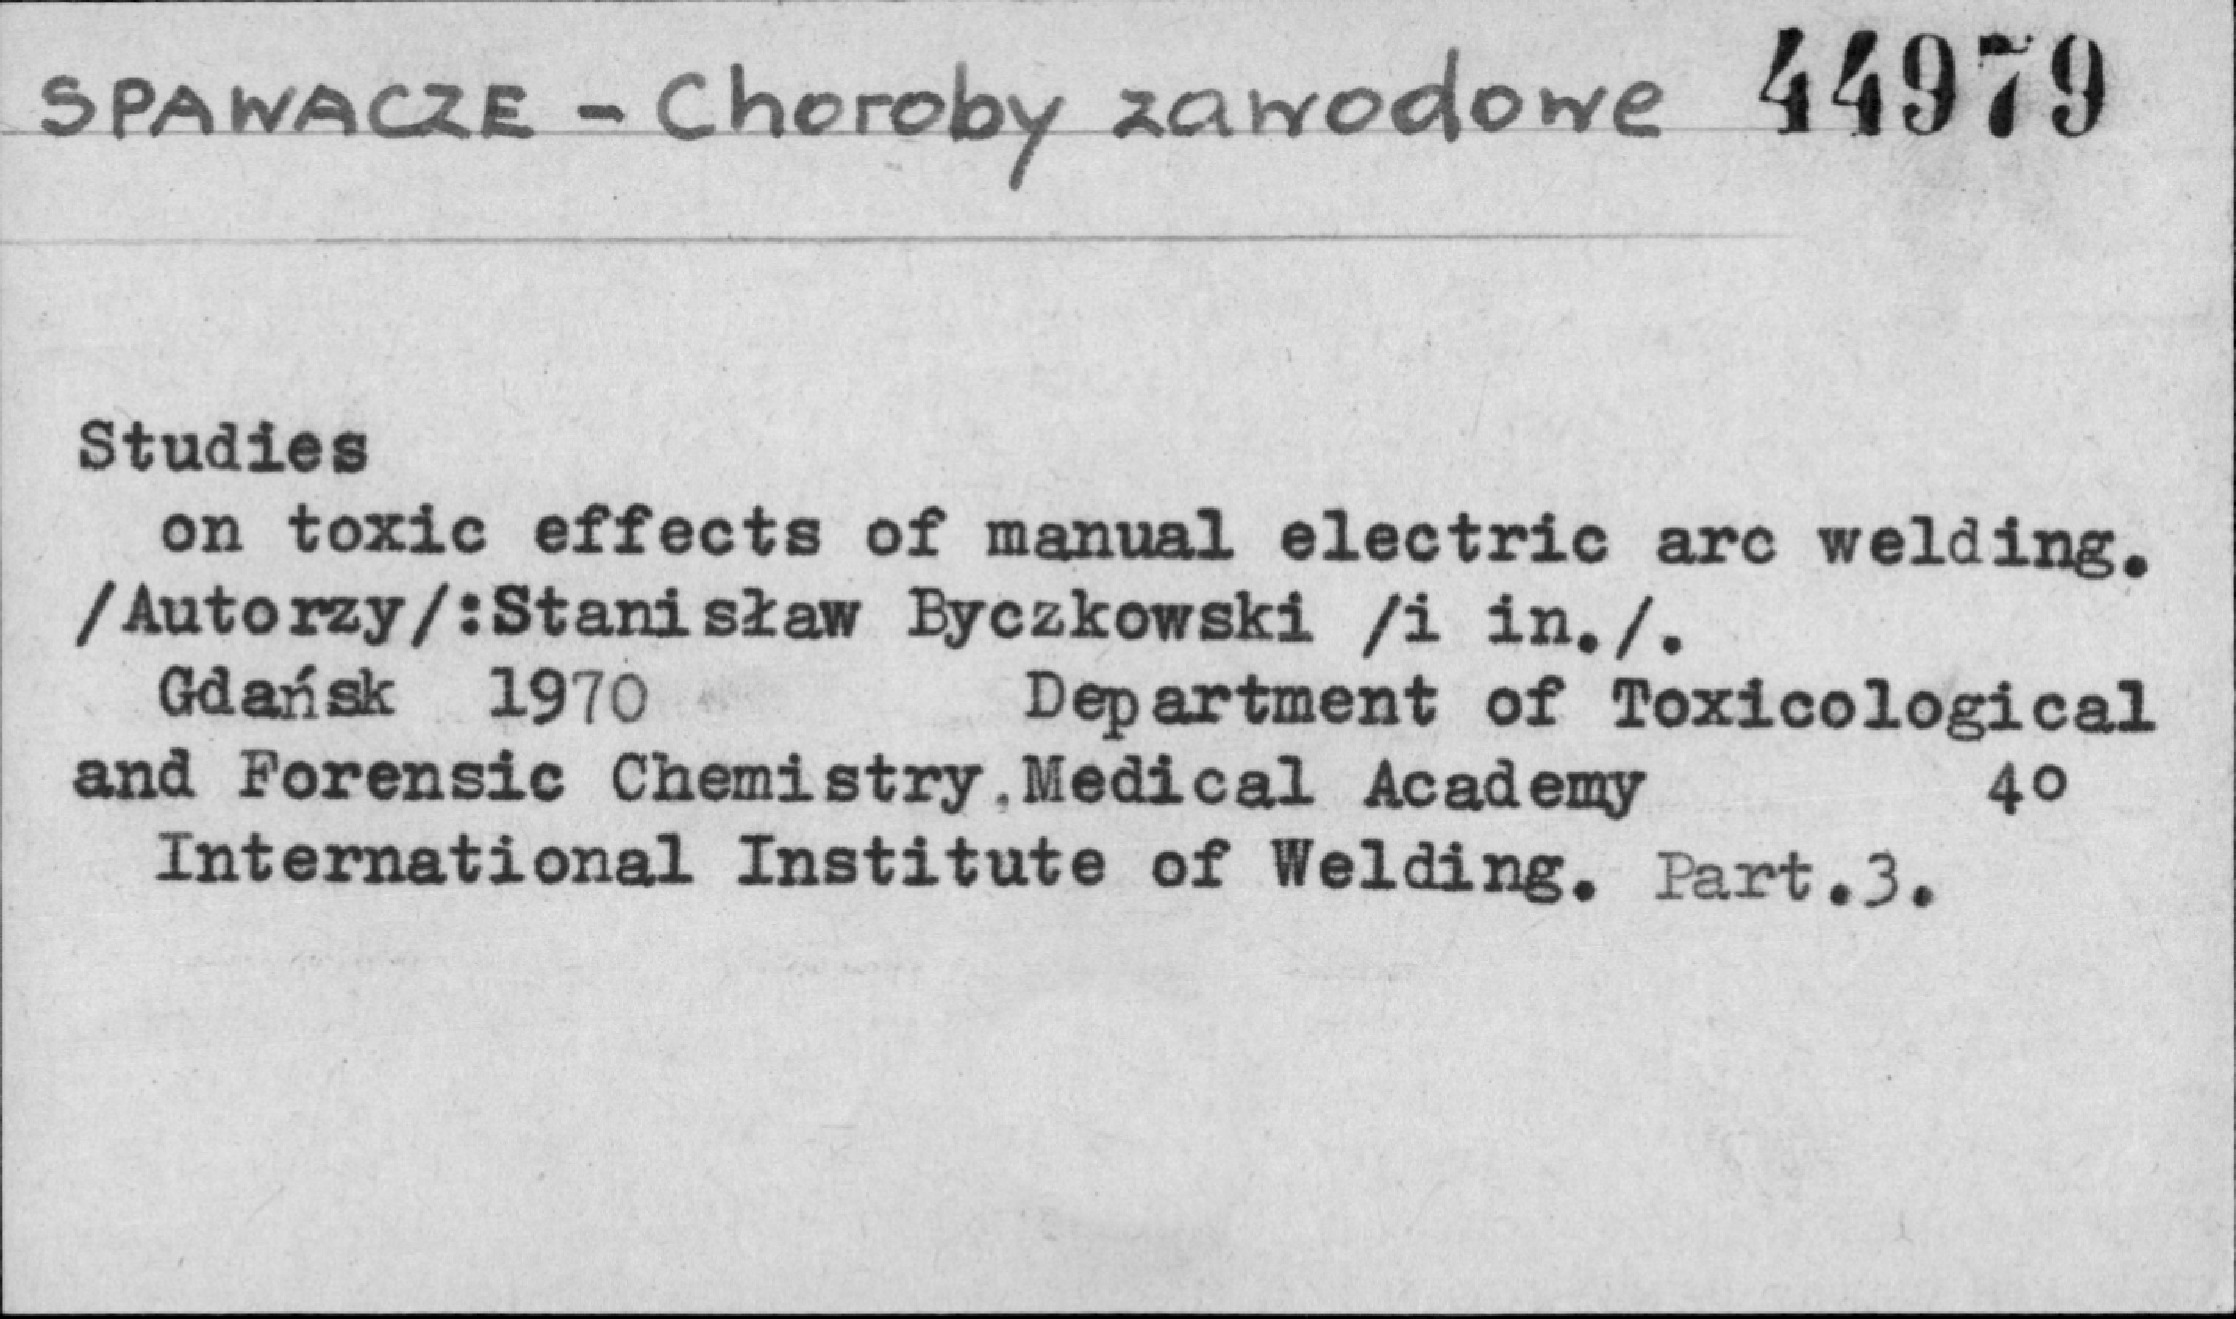 SPAWACZE - Choroby zawodowe 44979
Studies
on toxic effects of manual electric arc welding.
/Autorzy/:Stanisław Byczkowski /i in./.
Gdańsk 1970 Department of Toxicological
and Forensic Chemistry.Medical Academy 4o
International Institute of Welding. Part.3.